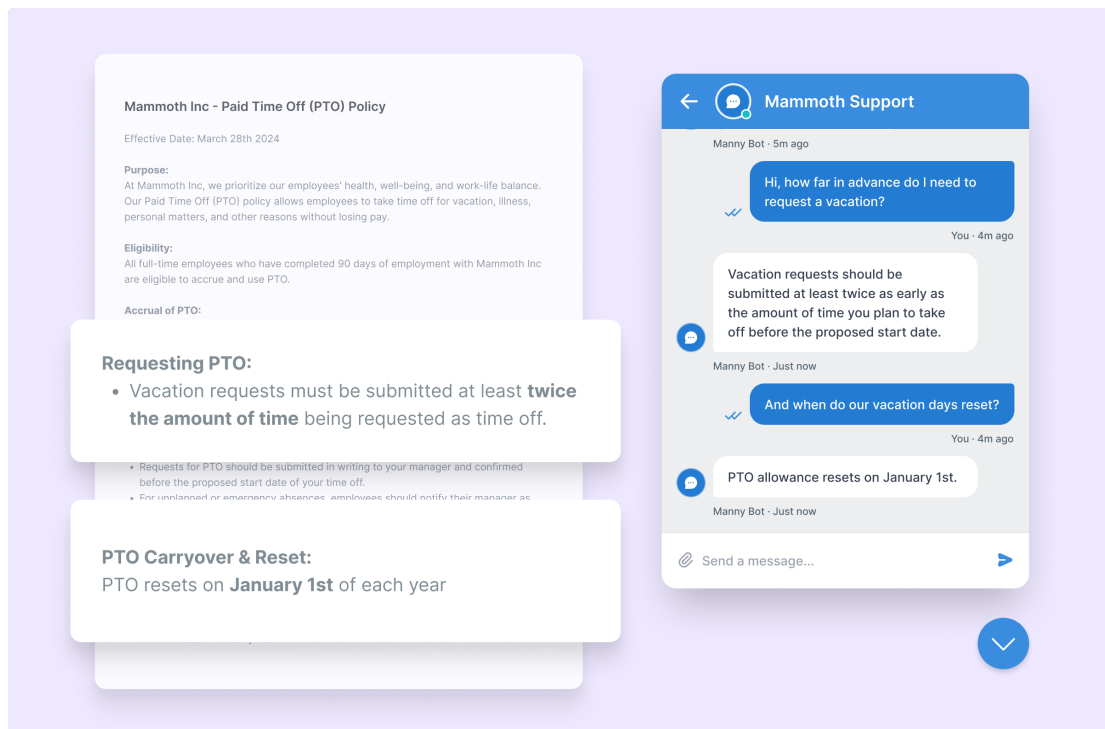 Mammoth Inc - Paid Time Off (PTO) Policy
Effective Date: March 28th 2024
Purpose:
At Mammoth Inc, we prioritize our employees' health, well-being, and work-life balance.
Our Paid Time Off (PTO) policy allows employees to take time off for vacation, illness,
personal matters, and other reasons without losing pay.
Eligibility:
All full-time employees who have completed 90 days of employment with Mammoth Inc
are eligible to accrue and use PTO.
Accrual of PTO:
Requesting PTO:
• Vacation requests must be submitted at least twice
the amount of time being requested as time off.
• Requests for PTO should be submitted in writing to your manager and confirmed
before the proposed start date of your time off.
• For unplanned or emergency absences, employees should notify their manager as
PTO Carryover & Reset:
PTO resets on January 1st of each year
Mammoth Support
Manny Bot · 5m ago
Hi, how far in advance do I need to
request a vacation?
You · 4m ago
Vacation requests should be
submitted at least twice as early as
the amount of time you plan to take
off before the proposed start date.
Manny Bot · Just now
And when do our vacation days reset?
You · 4m ago
PTO allowance resets on January 1st.
Manny Bot · Just now
Send a message...